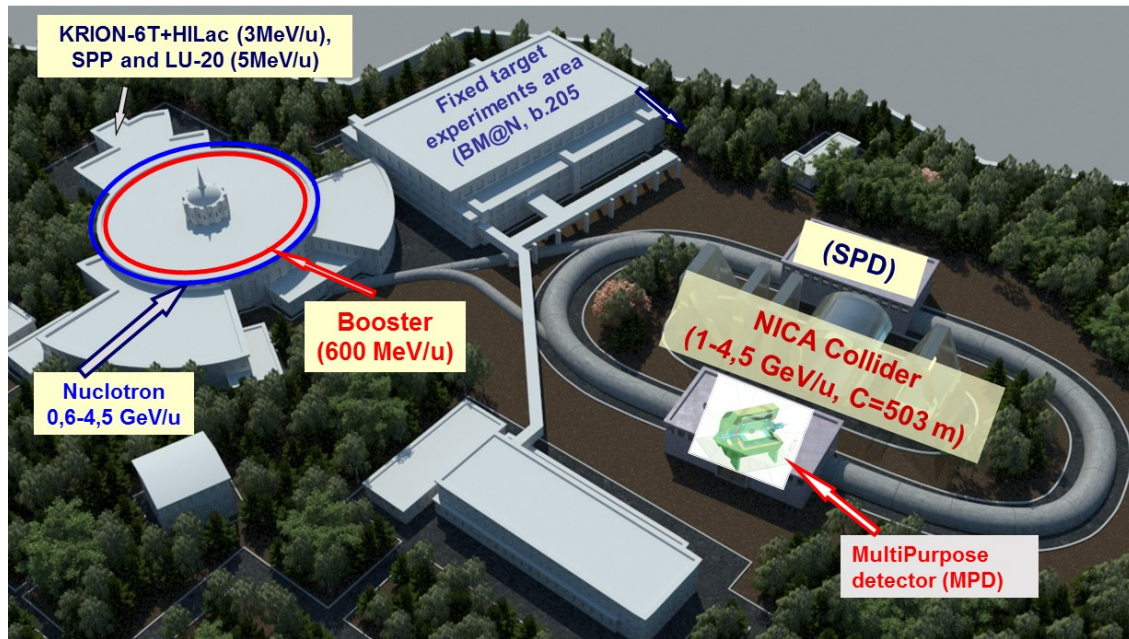 KRION-6T+HILac (3MeV/u),
SPP and LU-20 (5MeV/u)
Fixed target
experiments area
(BM@N, b.205
(SPD)
NICA Collider
(1-4,5 GeV/u, C=503 m)
Booster
(600 MeV/u)
Nuclotron
0,6-4,5 GeV/u
MultiPurpose
detector (MPD)